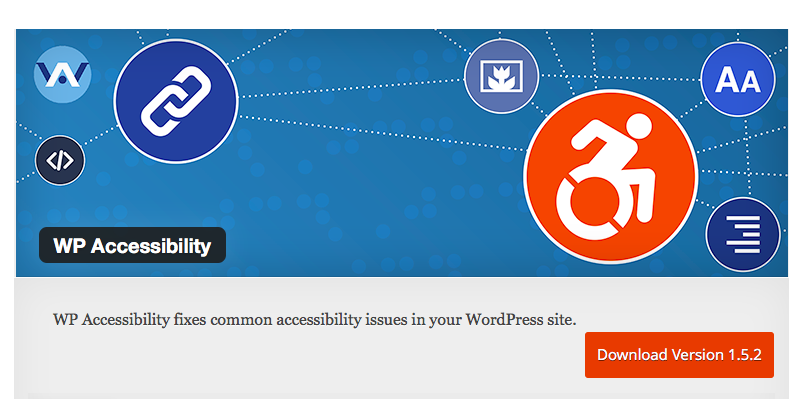 AA
WP Accessibility
WP Accessibility fixes common accessibility issues in your WordPress site.
Download Version 1.5.2